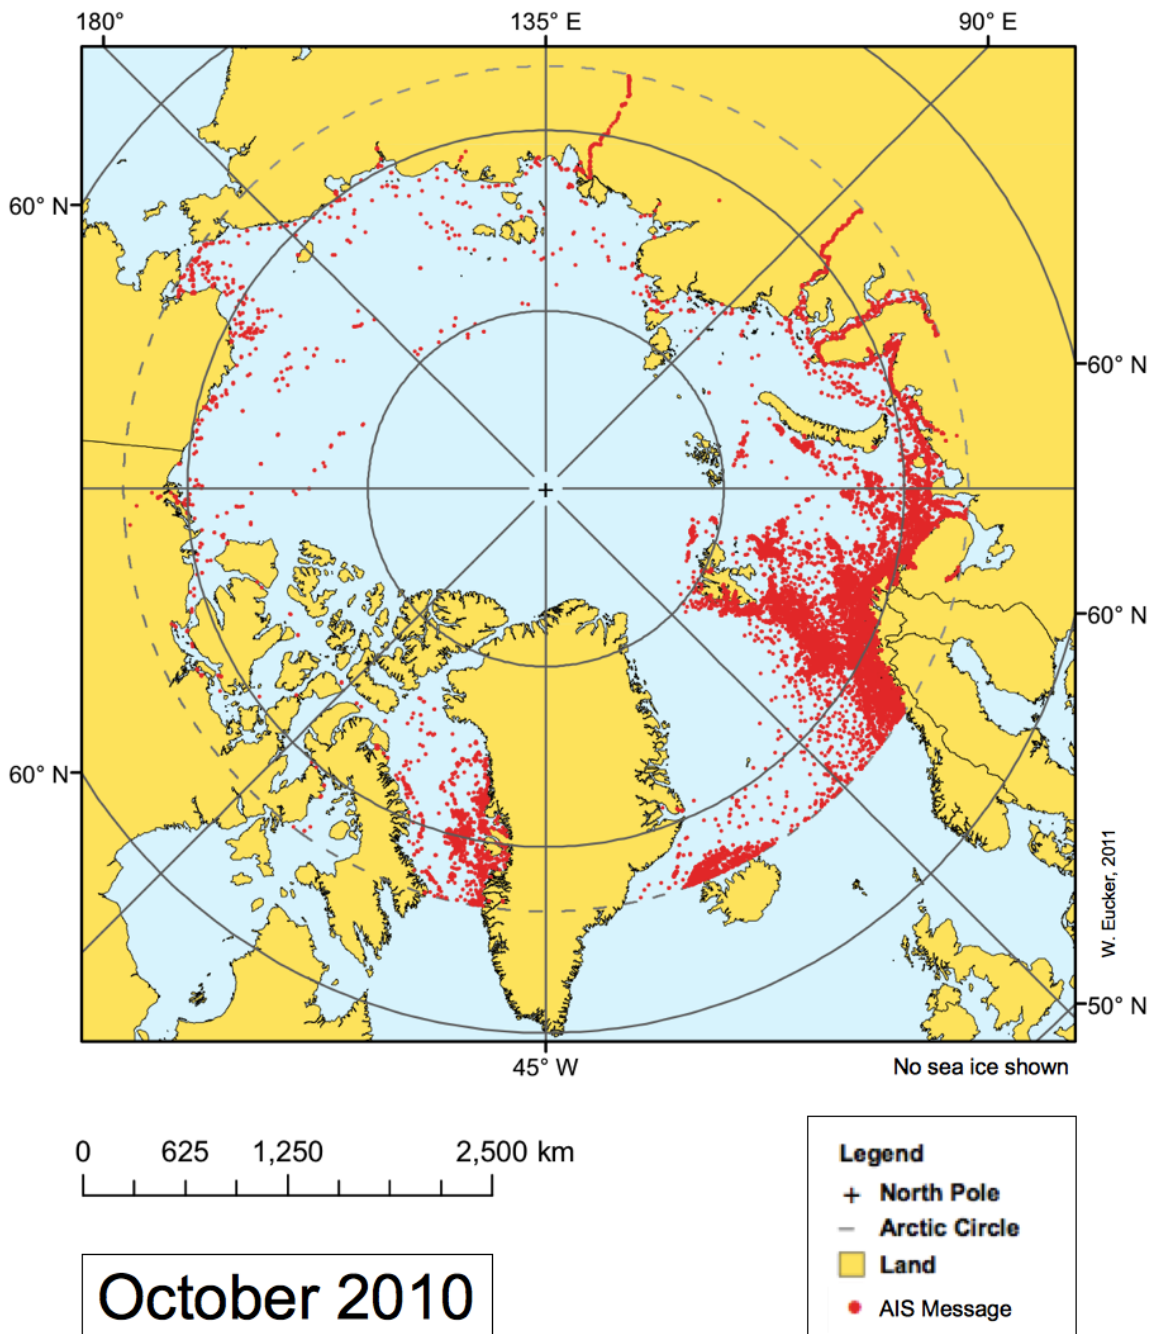 180° 135° E 90° E
60° N
60° N
60° N
60° N
W. Eucker, 2011
50° N
45° W
No sea ice shown
0 625 1,250 2,500 km
Legend
North Pole
Arctic Circle
Land
AIS Message
October 2010